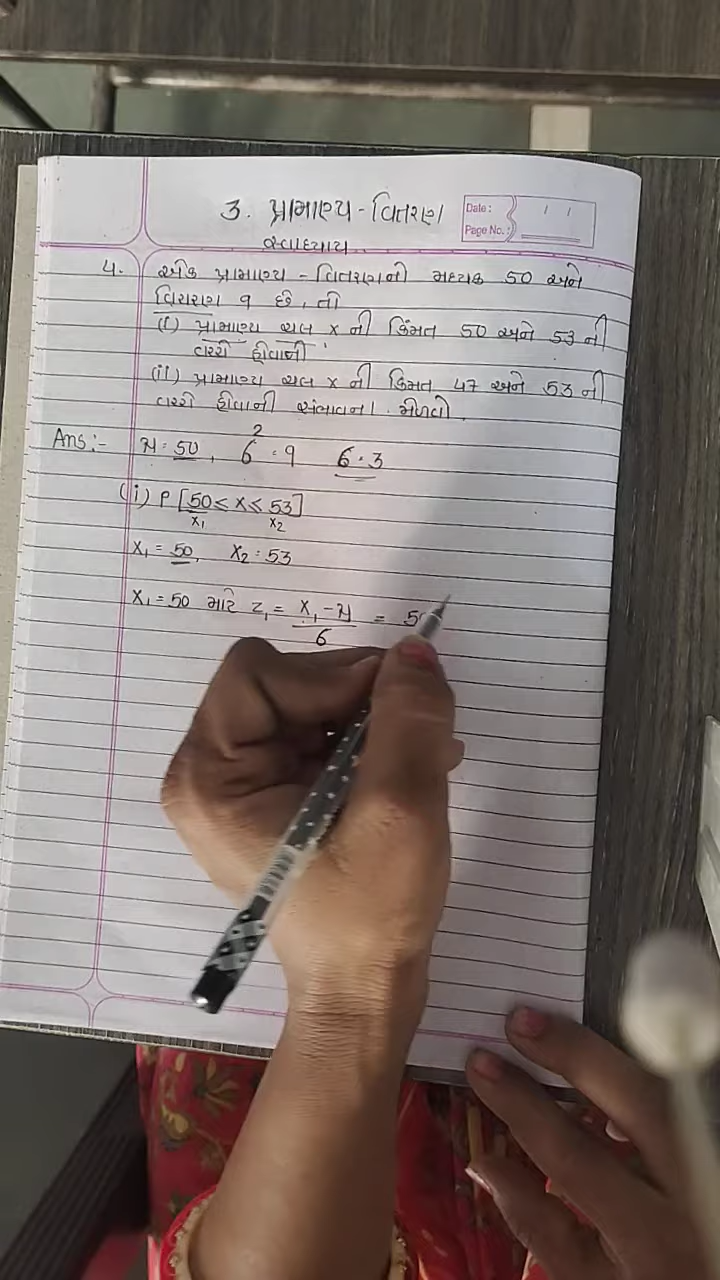 3. પ્રામાણ્ય-વિતરણ
Date: / /
Page No.:
સ્વાધ્યાય
4. એક પ્રામાણ્ય-વિતરણનો મધ્યક 50 અને
વિચરણ 9 છે, તો
(i) પ્રામાણ્ય ચલ x ની કિંમત 50 અને 53 ની
વચ્ચે હોવાની
(ii) પ્રામાણ્ય ચલ x ની કિંમત 47 અને 53 ની
વચ્ચે હોવાની સંભાવના મેળવો.
Ans:- μ = 50, σ² = 9 σ = 3
(i) P [50 ≤ x ≤ 53]
x₁ x₂
x₁ = 50, x₂ = 53
x₁ = 50 માટે z₁ = x₁ - μ / σ = 50